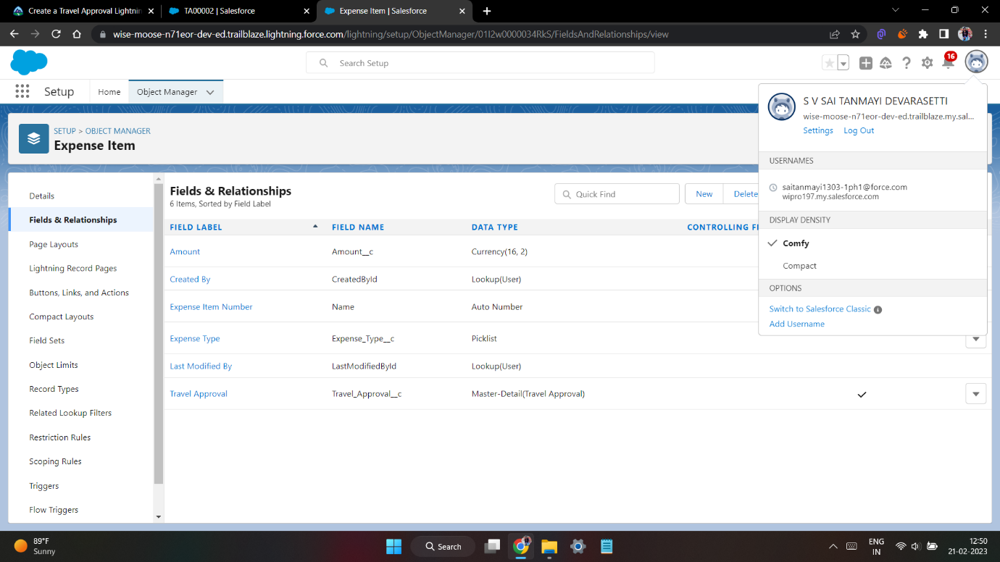 Create a Travel Approval Lightnin
TA00002 | Salesforce
Expense Item | Salesforce
wise-moose-n71eor-dev-ed.trailblaze.lightning.force.com/lightning/setup/ObjectManager/01I2w0000034RkS/FieldsAndRelationships/view
Search Setup
16
Setup
Home
Object Manager
S V SAI TANMAYI DEVARASETTI
wise-moose-n71eor-dev-ed.trailblaze.my.sal...
Settings Log Out
USERNAMES
saitanmayi1303-1ph1@force.com
wipro197.my.salesforce.com
DISPLAY DENSITY
Comfy
Compact
OPTIONS
Switch to Salesforce Classic
Add Username
SETUP > OBJECT MANAGER
Expense Item
Details
Fields & Relationships
Page Layouts
Lightning Record Pages
Buttons, Links, and Actions
Compact Layouts
Field Sets
Object Limits
Record Types
Related Lookup Filters
Restriction Rules
Scoping Rules
Triggers
Flow Triggers
Fields & Relationships
6 Items, Sorted by Field Label
Quick Find
New
Delete
FIELD LABEL FIELD NAME DATA TYPE CONTROLLING FI
Amount Amount__c Currency(16, 2)
Created By CreatedById Lookup(User)
Expense Item Number Name Auto Number
Expense Type Expense_Type__c Picklist
Last Modified By LastModifiedById Lookup(User)
Travel Approval Travel_Approval__c Master-Detail(Travel Approval)
89°F
Sunny
Search
ENG
IN
12:50
21-02-2023